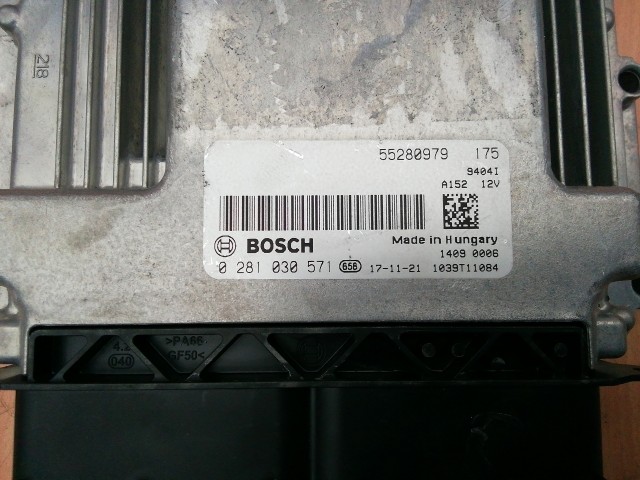 218
55280979 175
9404I
A152 12V
BOSCH
Made in Hungary
1409 0006
0 281 030 571 656 17-11-21 1039T11084
>PA66
GF50<
040